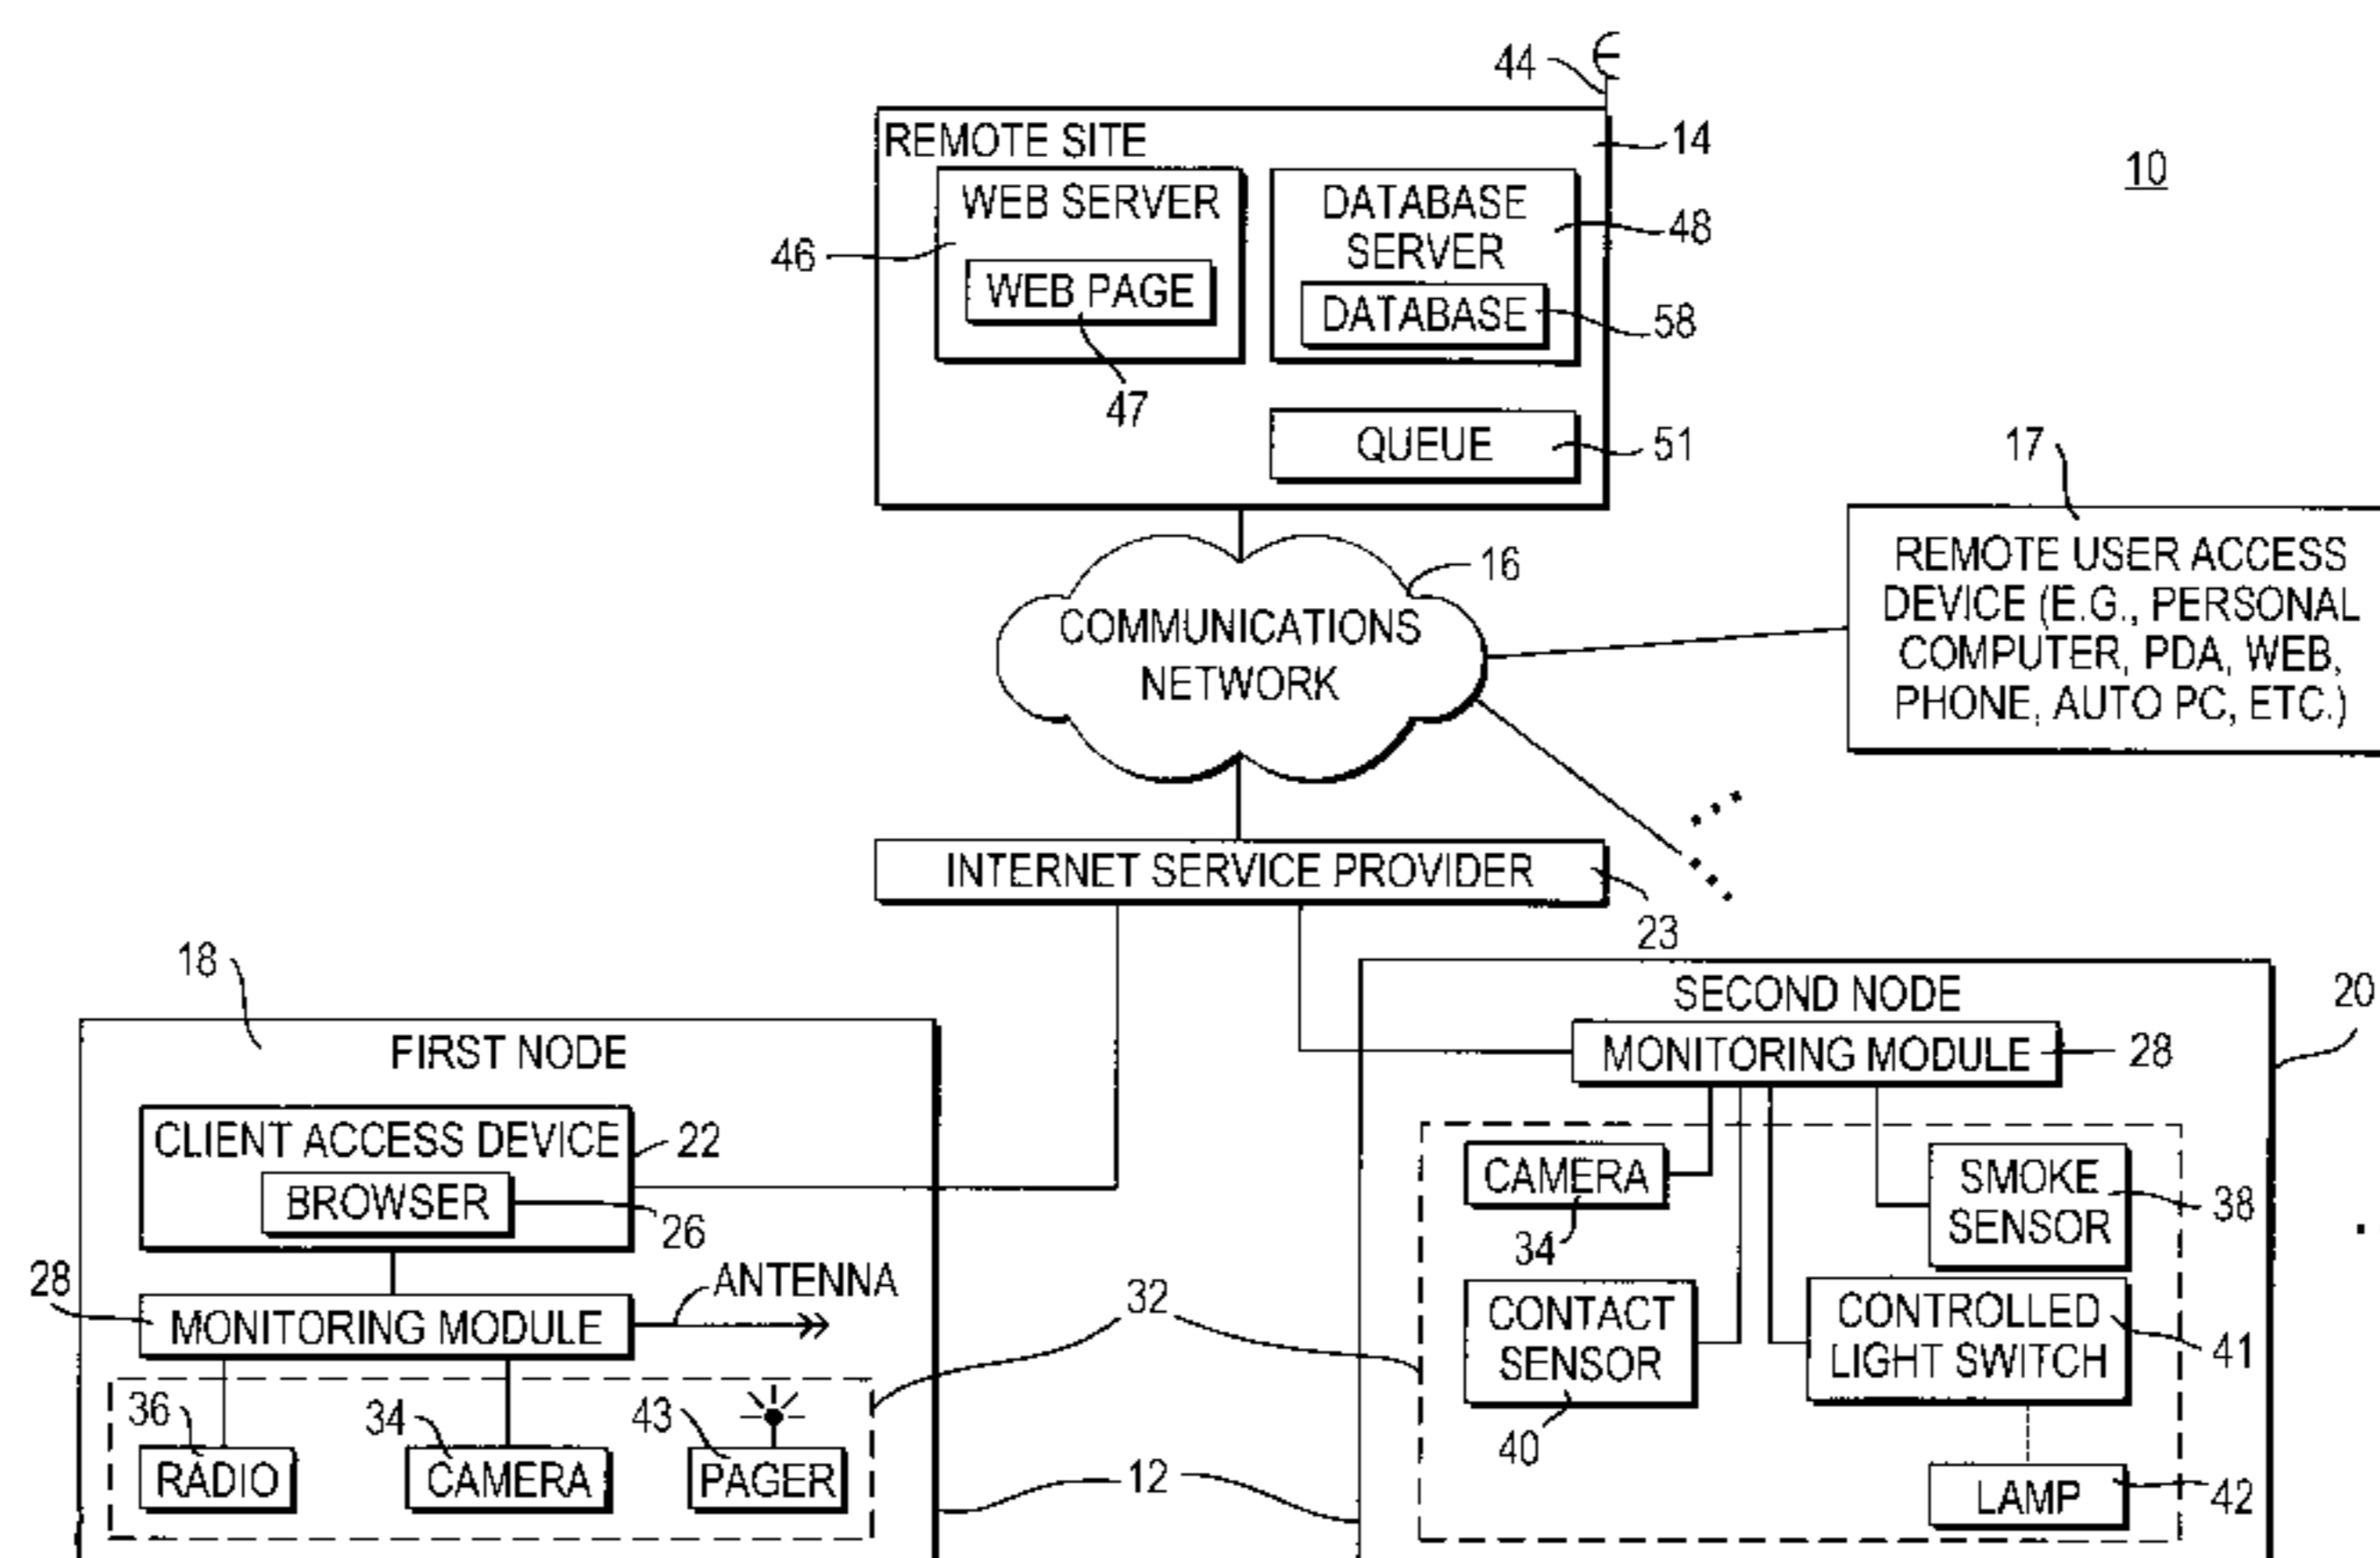 44
REMOTE SITE
14
10
WEB SERVER
46
WEB PAGE
47
DATABASE
SERVER
48
DATABASE
58
QUEUE
51
17
REMOTE USER ACCESS
DEVICE (E.G., PERSONAL
COMPUTER, PDA, WEB,
PHONE, AUTO PC, ETC.)
16
COMMUNICATIONS
NETWORK
INTERNET SERVICE PROVIDER
23
18
FIRST NODE
CLIENT ACCESS DEVICE
22
BROWSER
26
28
MONITORING MODULE
ANTENNA
32
36
RADIO
34
CAMERA
43
PAGER
12
SECOND NODE
20
MONITORING MODULE
28
CAMERA
34
SMOKE
SENSOR
38
CONTACT
SENSOR
40
CONTROLLED
LIGHT SWITCH
41
LAMP
42